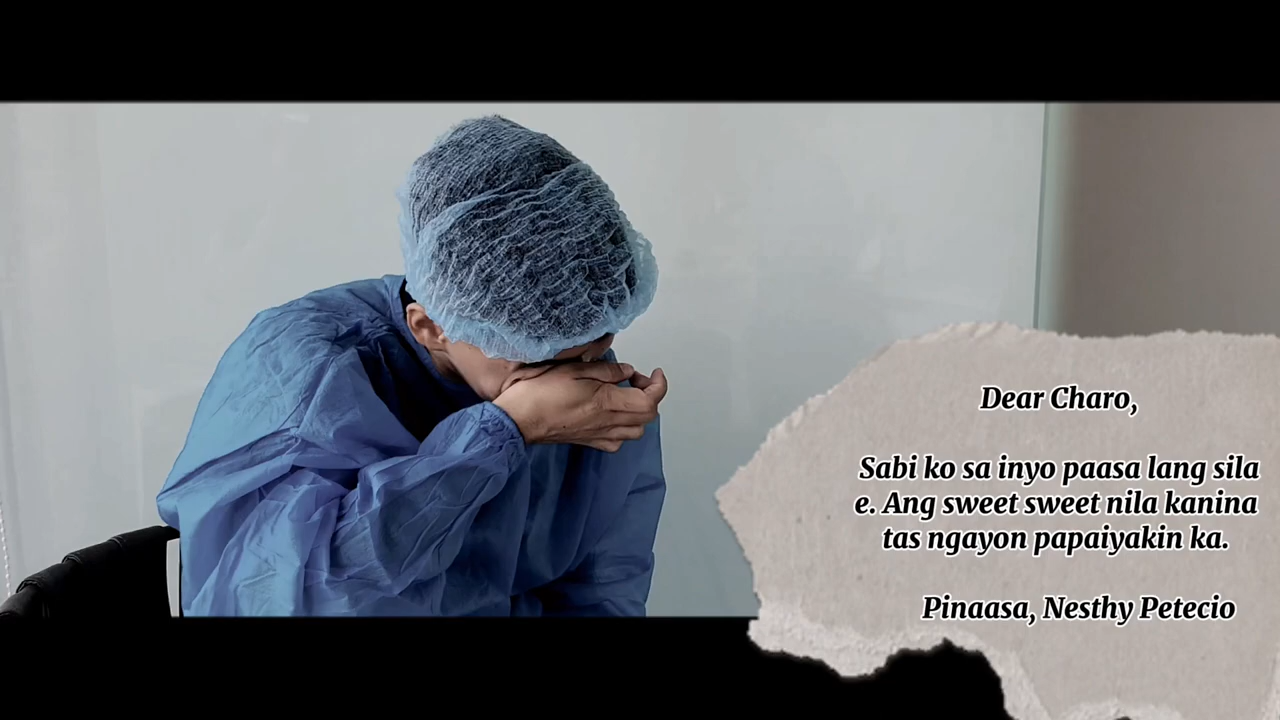 Dear Charo,
Sabi ko sa inyo paasa lang sila
e. Ang sweet sweet nila kanina
tas ngayon papaiyakin ka.
Pinaasa, Nesthy Petecio